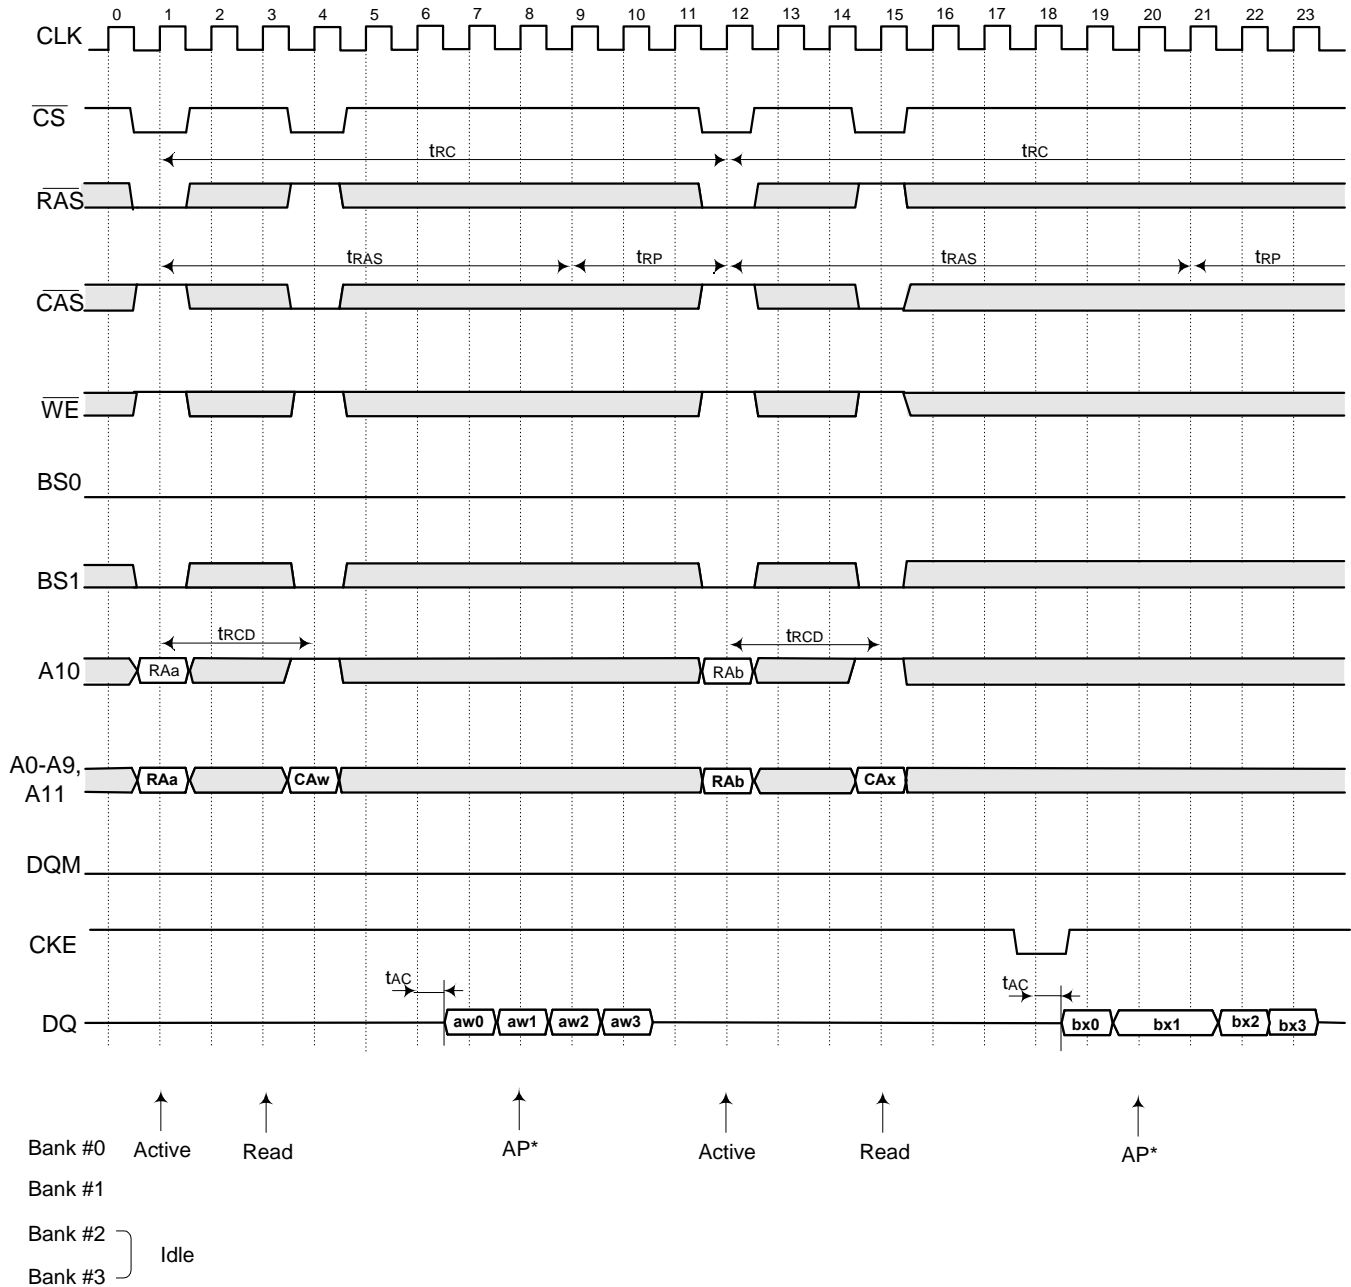 0 1 2 3 4 5 6 7 8 9 10 11 12 13 14 15 16 17 18 19 20 21 22 23
CLK
CS
tRC tRC
RAS
tRAS tRP tRAS tRP
CAS
WE
BS0
BS1
tRCD tRCD
A10 RAa RAb
A0-A9,
A11 RAa CAw RAb CAx
DQM
CKE
tAC tAC
DQ aw0 aw1 aw2 aw3 bx0 bx1 bx2 bx3
Bank #0 Active Read AP* Active Read AP*
Bank #1
Bank #2
Idle
Bank #3